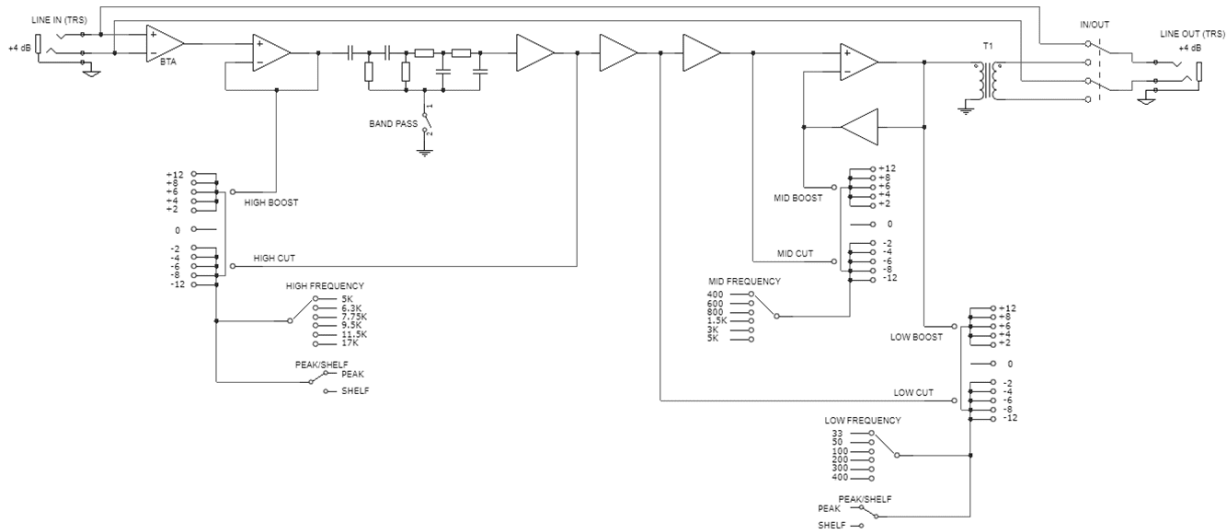 LINE IN (TRS)
+4 dB
BTA
IN/OUT
LINE OUT (TRS)
+4 dB
T1
BAND PASS
1
2
+12
+8
+6
+4
+2
0
-2
-4
-6
-8
-12
HIGH BOOST
HIGH CUT
HIGH FREQUENCY
5K
6.3K
7.75K
9.5K
11.5K
17K
PEAK/SHELF
PEAK
SHELF
+12
+8
+6
+4
+2
0
-2
-4
-6
-8
-12
MID BOOST
MID CUT
MID FREQUENCY
400
600
800
1.5K
3K
5K
+12
+8
+6
+4
+2
0
-2
-4
-6
-8
-12
LOW BOOST
LOW CUT
LOW FREQUENCY
33
50
100
200
300
400
PEAK/SHELF
PEAK
SHELF